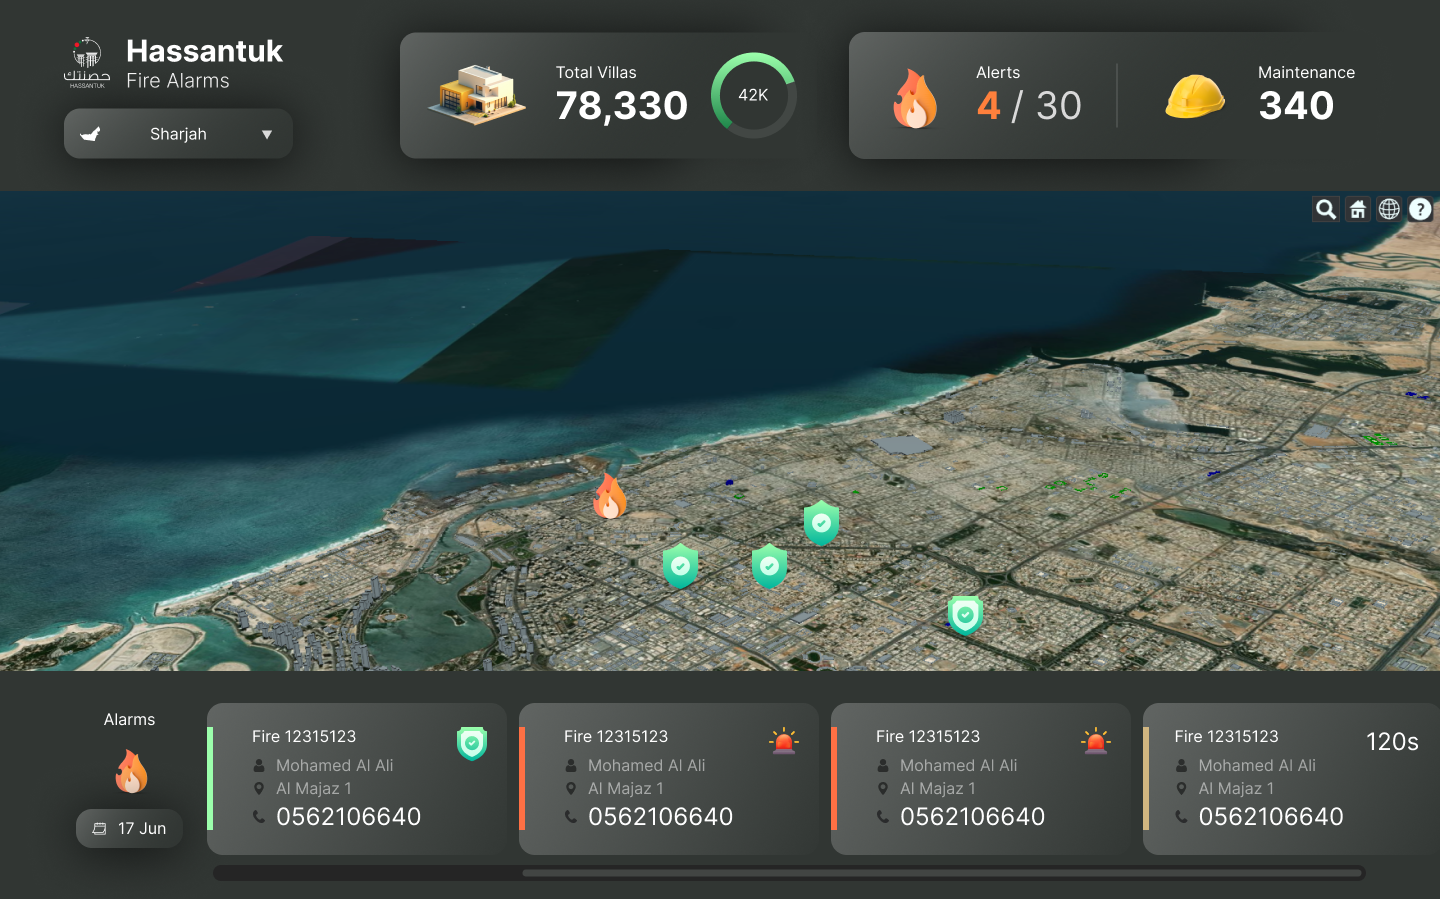 Hassantuk
Fire Alarms
حصنتك
HASSANTUK
Sharjah
Total Villas
78,330
42K
Alerts
4 / 30
Maintenance
340
?
Alarms
17 Jun
Fire 12315123
Mohamed Al Ali
Al Majaz 1
0562106640
Fire 12315123
Mohamed Al Ali
Al Majaz 1
0562106640
Fire 12315123
Mohamed Al Ali
Al Majaz 1
0562106640
Fire 12315123
120s
Mohamed Al Ali
Al Majaz 1
0562106640